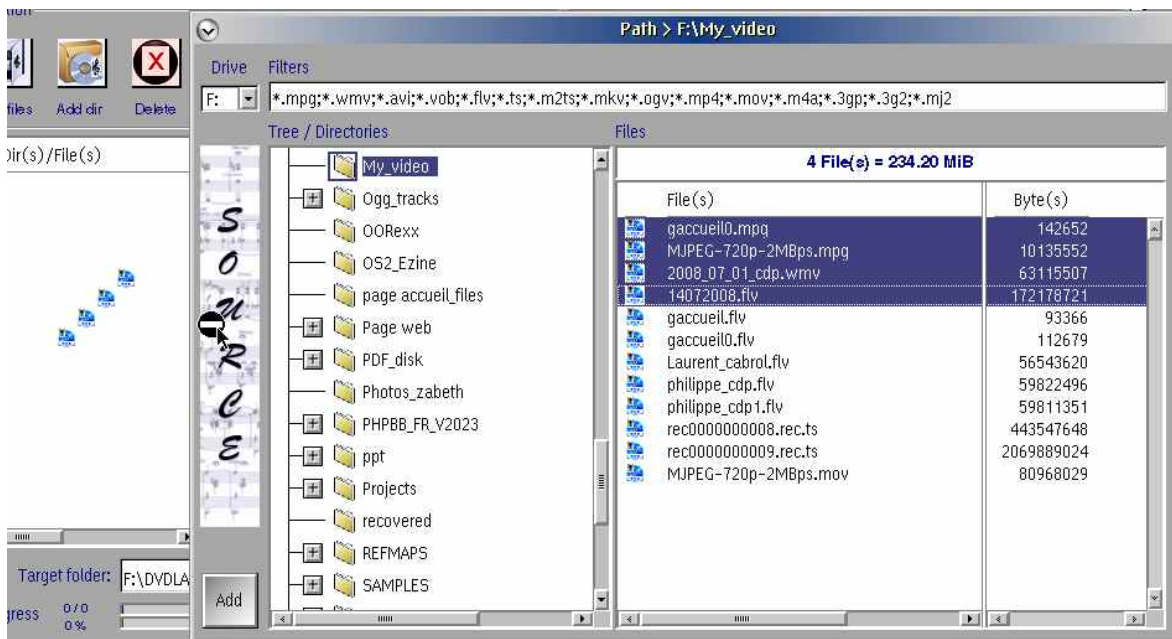 Path > F:\My_video
Drive Filters
F: *.mpg;*.wmv;*.avi;*.vob;*.flv;*.ts;*.m2ts;*.mkv;*.ogv;*.mp4;*.mov;*.m4a;*.3gp;*.3g2;*.mj2
files Add dir Delete
Tree / Directories Files
Dir(s)/File(s)
4 File(s) = 234.20 MiB
My_video
Ogg_tracks
OORexx
OS2_Ezine
page accueil_files
Page web
PDF_disk
Photos_zabeth
PHPBB_FR_V2023
ppt
Projects
recovered
REFMAPS
SAMPLES
File(s) Byte(s)
gaccueil0.mpg 142652
MJPEG-720p-2MBps.mpg 10135552
2008_07_01_cdp.wmv 63115507
14072008.flv 172178721
gaccueil.flv 93366
gaccueil0.flv 112679
Laurent_cabrol.flv 56543620
philippe_cdp.flv 59822496
philippe_cdp1.flv 59811351
rec0000000008.rec.ts 443547648
rec0000000009.rec.ts 2069889024
MJPEG-720p-2MBps.mov 80968029
SOURCE
Target folder: F:\DVDLA
gress 0/0
0%
Add